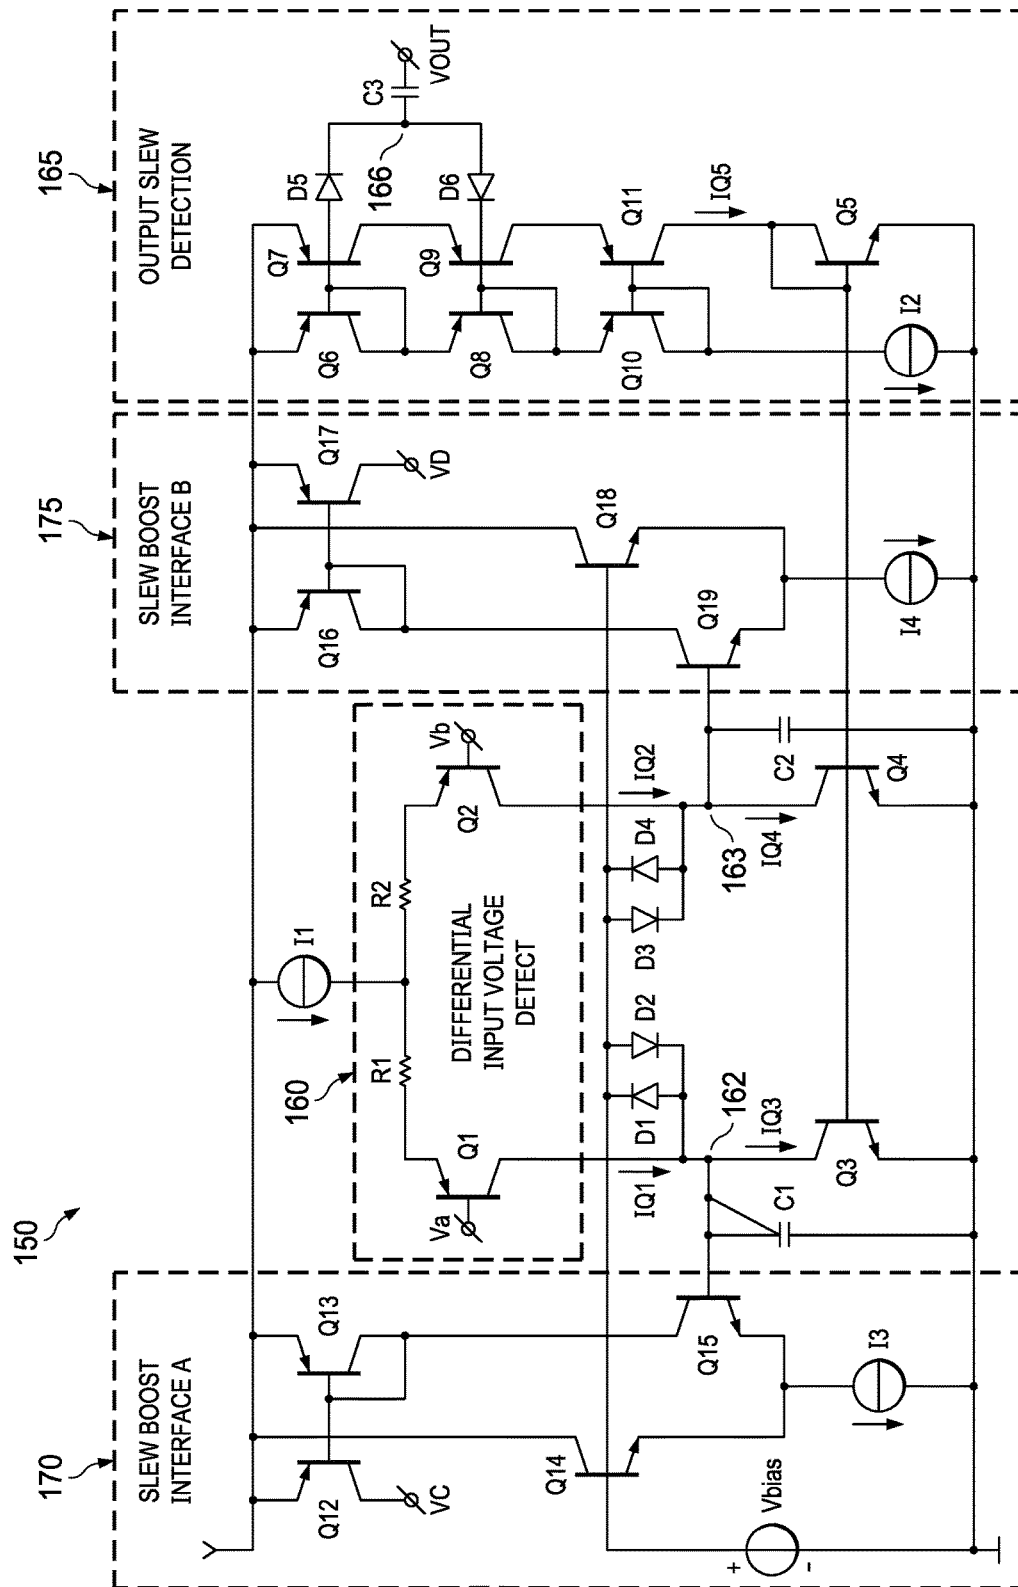 150
170
SLEW BOOST
INTERFACE A
Q12
Q13
VC
Q14
Q15
I3
Vbias
+
-
160
I1
R1
R2
Q1
Q2
Va
Vb
DIFFERENTIAL
INPUT VOLTAGE
DETECT
IQ1
IQ2
D1
D2
D3
D4
162
163
IQ3
IQ4
C1
C2
Q3
Q4
175
SLEW BOOST
INTERFACE B
Q16
Q17
VD
Q18
Q19
I4
165
OUTPUT SLEW
DETECTION
Q6
Q7
D5
C3
VOUT
166
Q8
Q9
D6
Q10
Q11
IQ5
Q5
I2